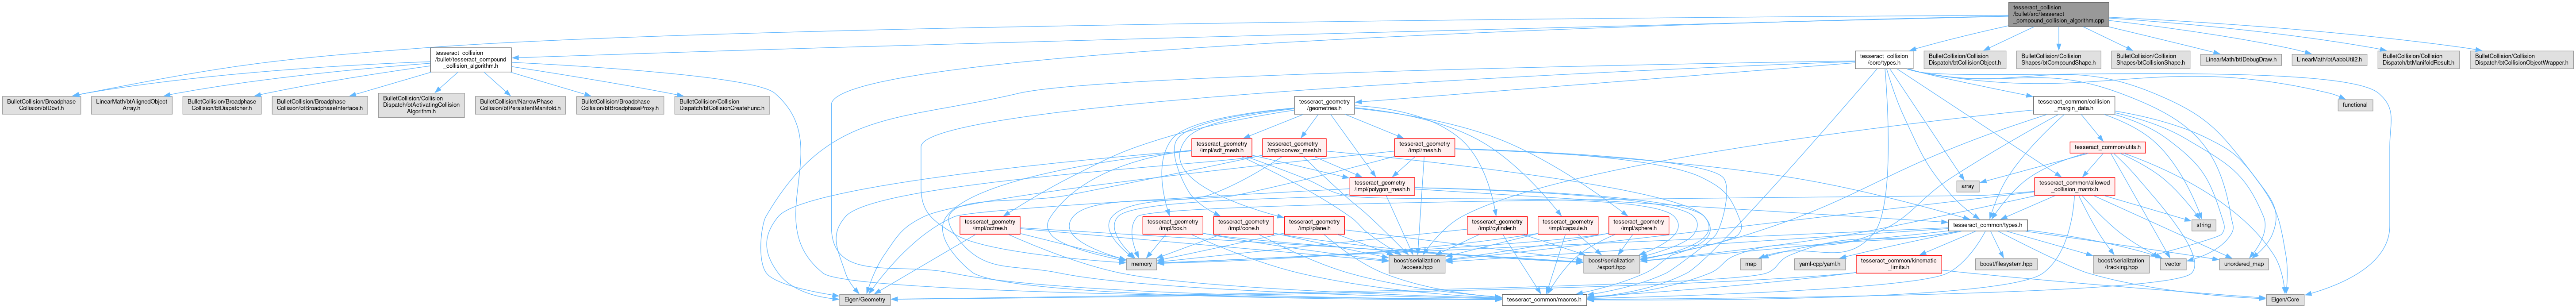 tesseract_collision
/bullet/src/tesseract
_compound_collision_algorithm.cpp
tesseract_collision
/bullet/tesseract_compound
_collision_algorithm.h
tesseract_collision
/core/types.h
BulletCollision/Collision
Dispatch/btCollisionObject.h
BulletCollision/Collision
Shapes/btCompoundShape.h
BulletCollision/Collision
Shapes/btCollisionShape.h
LinearMath/btIDebugDraw.h
LinearMath/btAabbUtil2.h
BulletCollision/Collision
Dispatch/btManifoldResult.h
BulletCollision/Collision
Dispatch/btCollisionObjectWrapper.h
BulletCollision/Broadphase
Collision/btDbvt.h
LinearMath/btAlignedObject
Array.h
BulletCollision/Broadphase
Collision/btDispatcher.h
BulletCollision/Broadphase
Collision/btBroadphaseInterface.h
BulletCollision/Collision
Dispatch/btActivatingCollision
Algorithm.h
BulletCollision/NarrowPhase
Collision/btPersistentManifold.h
BulletCollision/Broadphase
Collision/btBroadphaseProxy.h
BulletCollision/Collision
Dispatch/btCollisionCreateFunc.h
tesseract_geometry
/geometries.h
tesseract_common/collision
_margin_data.h
functional
tesseract_geometry
/impl/sdf_mesh.h
tesseract_geometry
/impl/convex_mesh.h
tesseract_geometry
/impl/mesh.h
tesseract_common/utils.h
tesseract_geometry
/impl/polygon_mesh.h
array
tesseract_common/allowed
_collision_matrix.h
tesseract_geometry
/impl/octree.h
tesseract_geometry
/impl/box.h
tesseract_geometry
/impl/cone.h
tesseract_geometry
/impl/plane.h
tesseract_geometry
/impl/cylinder.h
tesseract_geometry
/impl/capsule.h
tesseract_geometry
/impl/sphere.h
tesseract_common/types.h
string
memory
boost/serialization
/access.hpp
boost/serialization
/export.hpp
map
yaml-cpp/yaml.h
tesseract_common/kinematic
_limits.h
boost/filesystem.hpp
boost/serialization
/tracking.hpp
vector
unordered_map
Eigen/Geometry
tesseract_common/macros.h
Eigen/Core